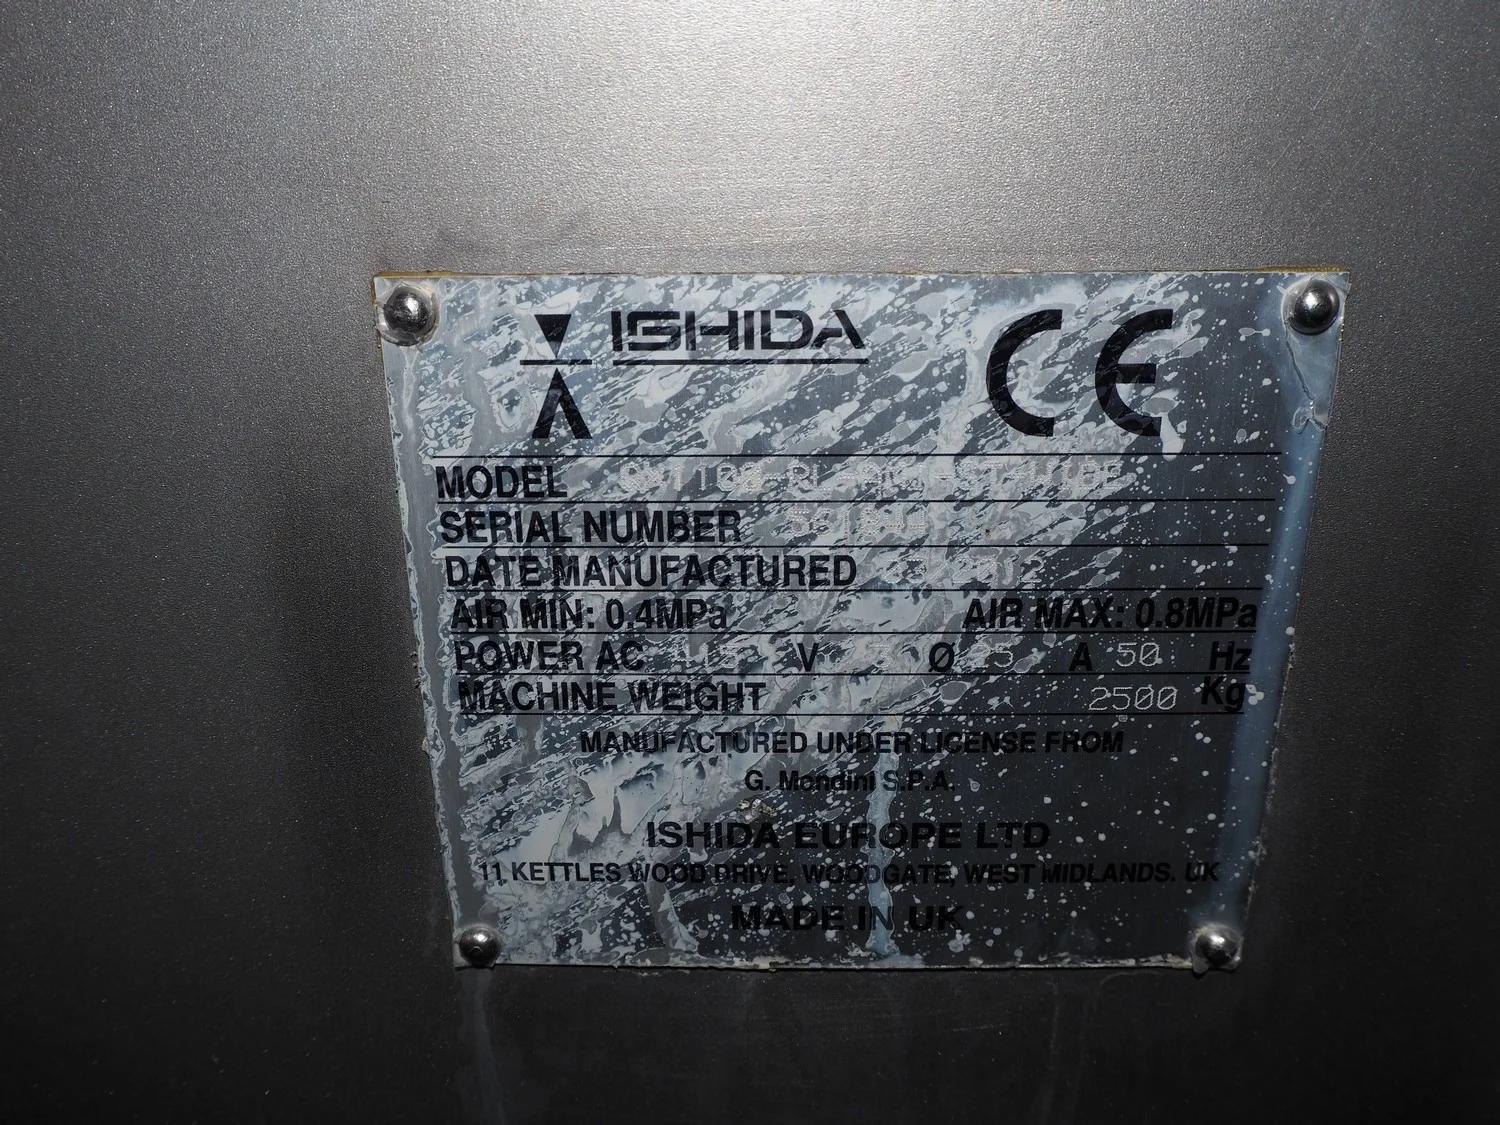 ISHIDA CE
MODEL
SERIAL NUMBER
DATE MANUFACTURED
AIR MIN: 0.4MPa AIR MAX: 0.8MPa
POWER AC V 3 Ø 25 A 50 Hz
MACHINE WEIGHT 2500 Kg
MANUFACTURED UNDER LICENSE FROM
G. Mondini S.P.A.
ISHIDA EUROPE LTD
11 KETTLES WOOD DRIVE, WOODGATE, WEST MIDLANDS. UK
MADE IN UK